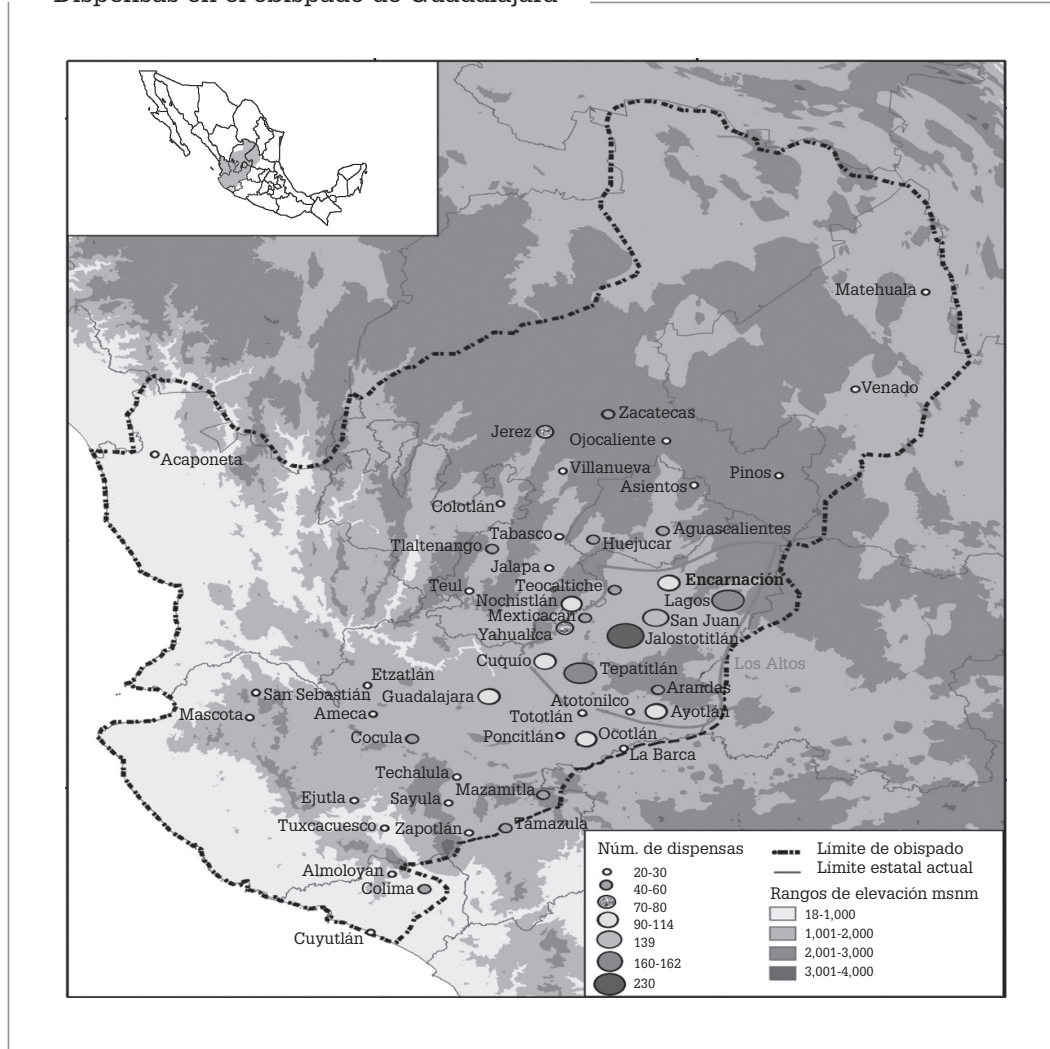 Dispensas en el obispado de Guadalajara
Matehuala
Venado
Zacatecas
Jerez
Ojocaliente
Acaponeta
Villanueva
Pinos
Asientos
Colotlán
Tabasco
Aguascalientes
Huejucar
Tlaltenango
Jalapa
Teul
Teocaltiche
Encarnación
Nochistlán
Lagos
Mexticacán
San Juan
Yahualica
Jalostotitlán
Cuquío
Los Altos
Tepatitlán
Etzatlán
San Sebastián
Guadalajara
Arandas
Atotonilco
Mascota
Ameca
Tototlán
Ayotlán
Cocula
Poncitlán
Ocotlán
La Barca
Techalula
Mazamitla
Ejutla
Sayula
Tuxcacuesco
Zapotlán
Tamazula
Almoloyan
Colima
Cuyutlán
Núm. de dispensas
20-30
40-60
70-80
90-114
139
160-162
230
Límite de obispado
Límite estatal actual
Rangos de elevación msnm
18-1,000
1,001-2,000
2,001-3,000
3,001-4,000